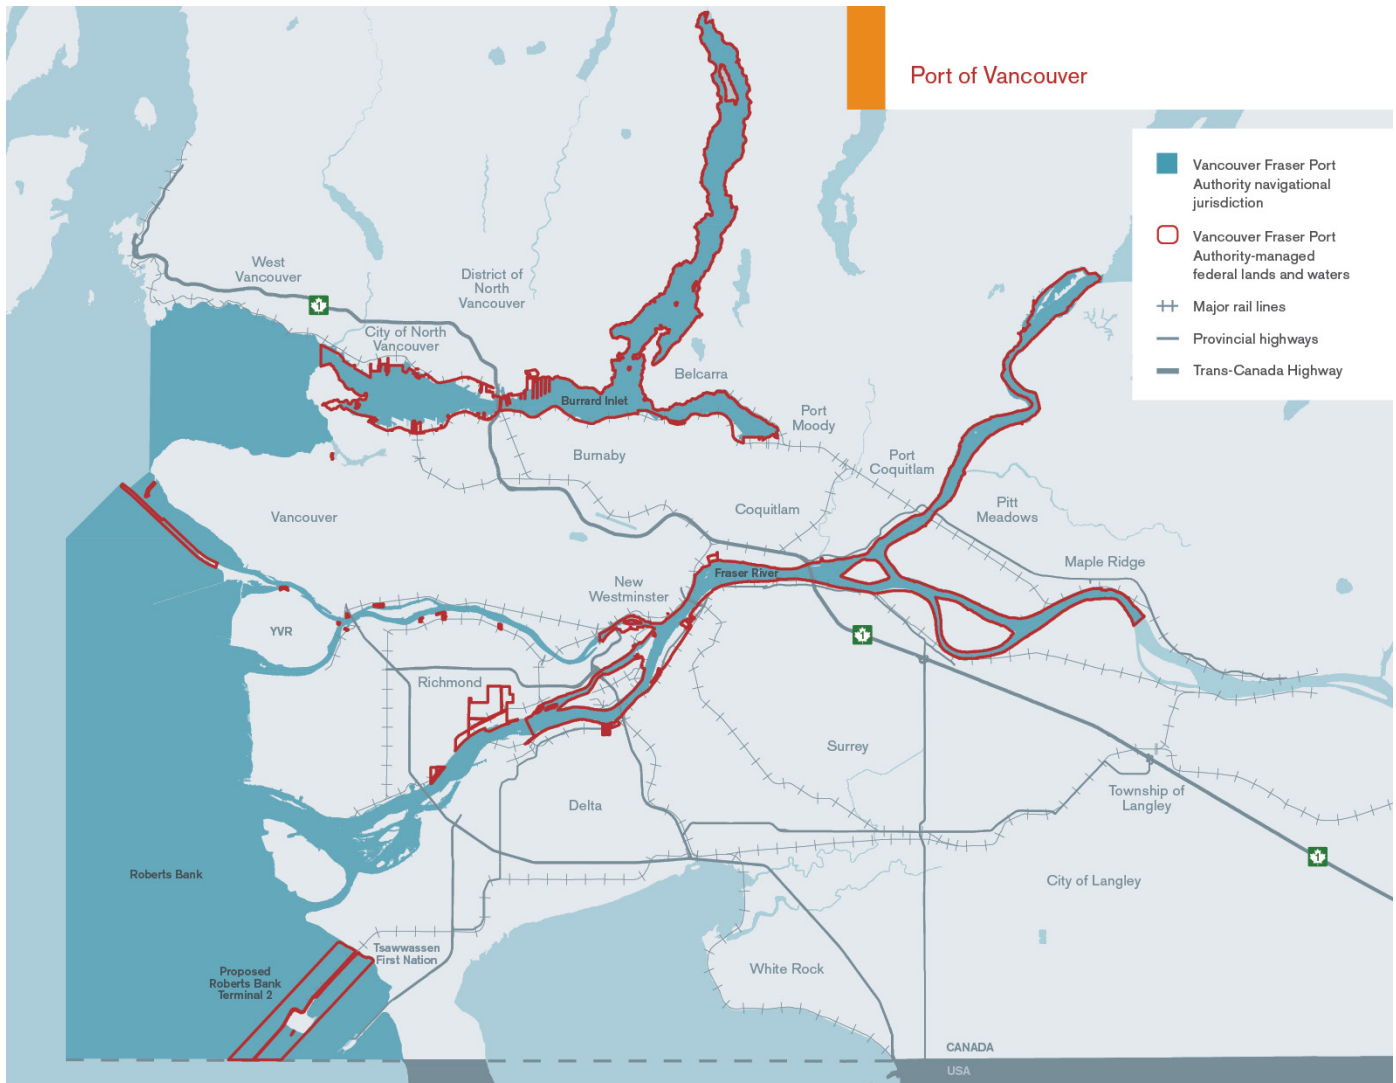 Port of Vancouver
Vancouver Fraser Port
Authority navigational
jurisdiction
Vancouver Fraser Port
Authority-managed
federal lands and waters
Major rail lines
Provincial highways
Trans-Canada Highway
West
Vancouver
1
District of
North
Vancouver
City of North
Vancouver
Belcarra
Burrard Inlet
Port
Moody
Burnaby
Port
Coquitlam
Vancouver
Coquitlam
Pitt
Meadows
Maple Ridge
Fraser River
New
Westminster
YVR
1
Richmond
Surrey
Delta
Township of
Langley
1
Roberts Bank
City of Langley
Tsawwassen
First Nation
White Rock
Proposed
Roberts Bank
Terminal 2
CANADA
USA